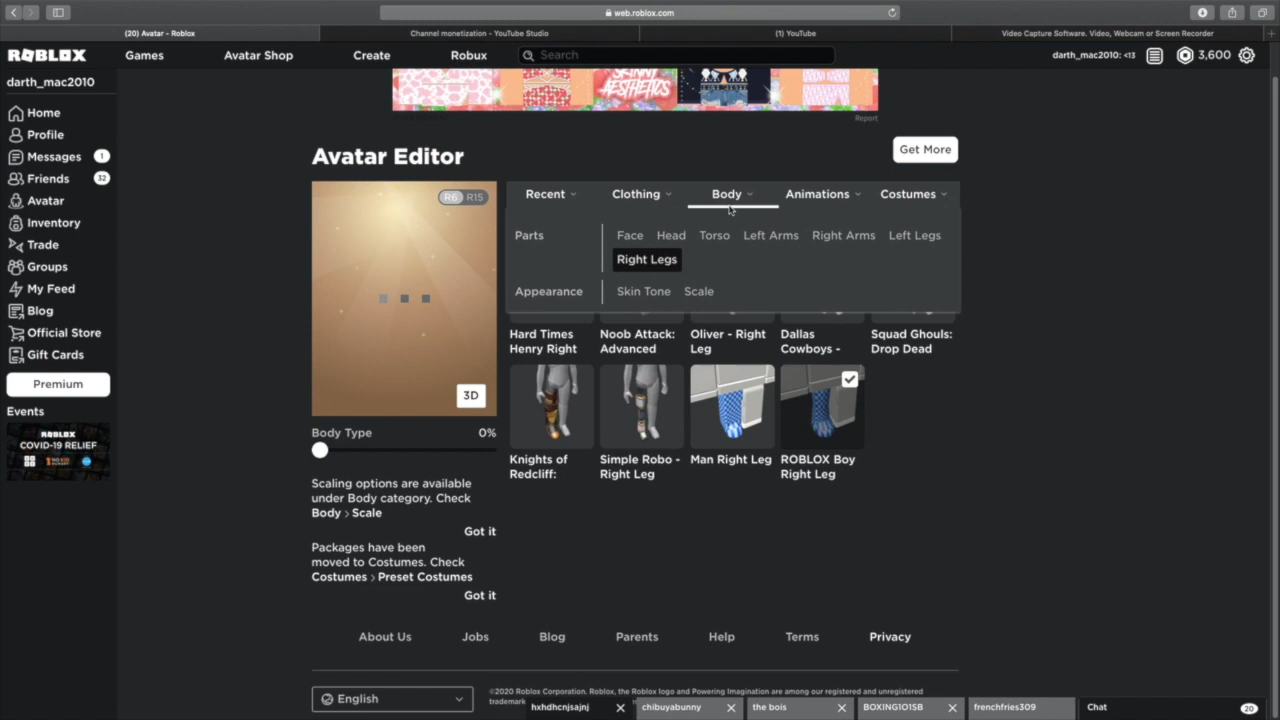 web.roblox.com
(20) Avatar - Roblox
Channel monetization - YouTube Studio
(1) YouTube
Video Capture Software. Video, Webcam or Screen Recorder
ROBLOX
Games
Avatar Shop
Create
Robux
Search
darth_mac2010: <13
3,600
darth_mac2010
Home
Profile
Messages
1
Friends
32
Avatar
Inventory
Trade
Groups
My Feed
Blog
Official Store
Gift Cards
Premium
Events
ROBLOX
COVID-19 RELIEF
SKINNY
AESTHETICS
Report
Avatar Editor
Get More
R6 R15
3D
Body Type 0%
Scaling options are available
under Body category. Check
Body > Scale
Got it
Packages have been
moved to Costumes. Check
Costumes > Preset Costumes
Got it
Recent
Clothing
Body
Animations
Costumes
Parts
Face Head Torso Left Arms Right Arms Left Legs
Right Legs
Appearance
Skin Tone Scale
Hard Times
Henry Right
Noob Attack:
Advanced
Oliver - Right
Leg
Dallas
Cowboys -
Squad Ghouls:
Drop Dead
Knights of
Redcliff:
Simple Robo -
Right Leg
Man Right Leg
ROBLOX Boy
Right Leg
About Us
Jobs
Blog
Parents
Help
Terms
Privacy
English
©2020 Roblox Corporation. Roblox, the Roblox logo and Powering Imagination are among our registered and unregistered
trademark
hxhdhcnjsajnj
chibuyabunny
the bois
BOXING1O1SB
frenchfries309
Chat
20